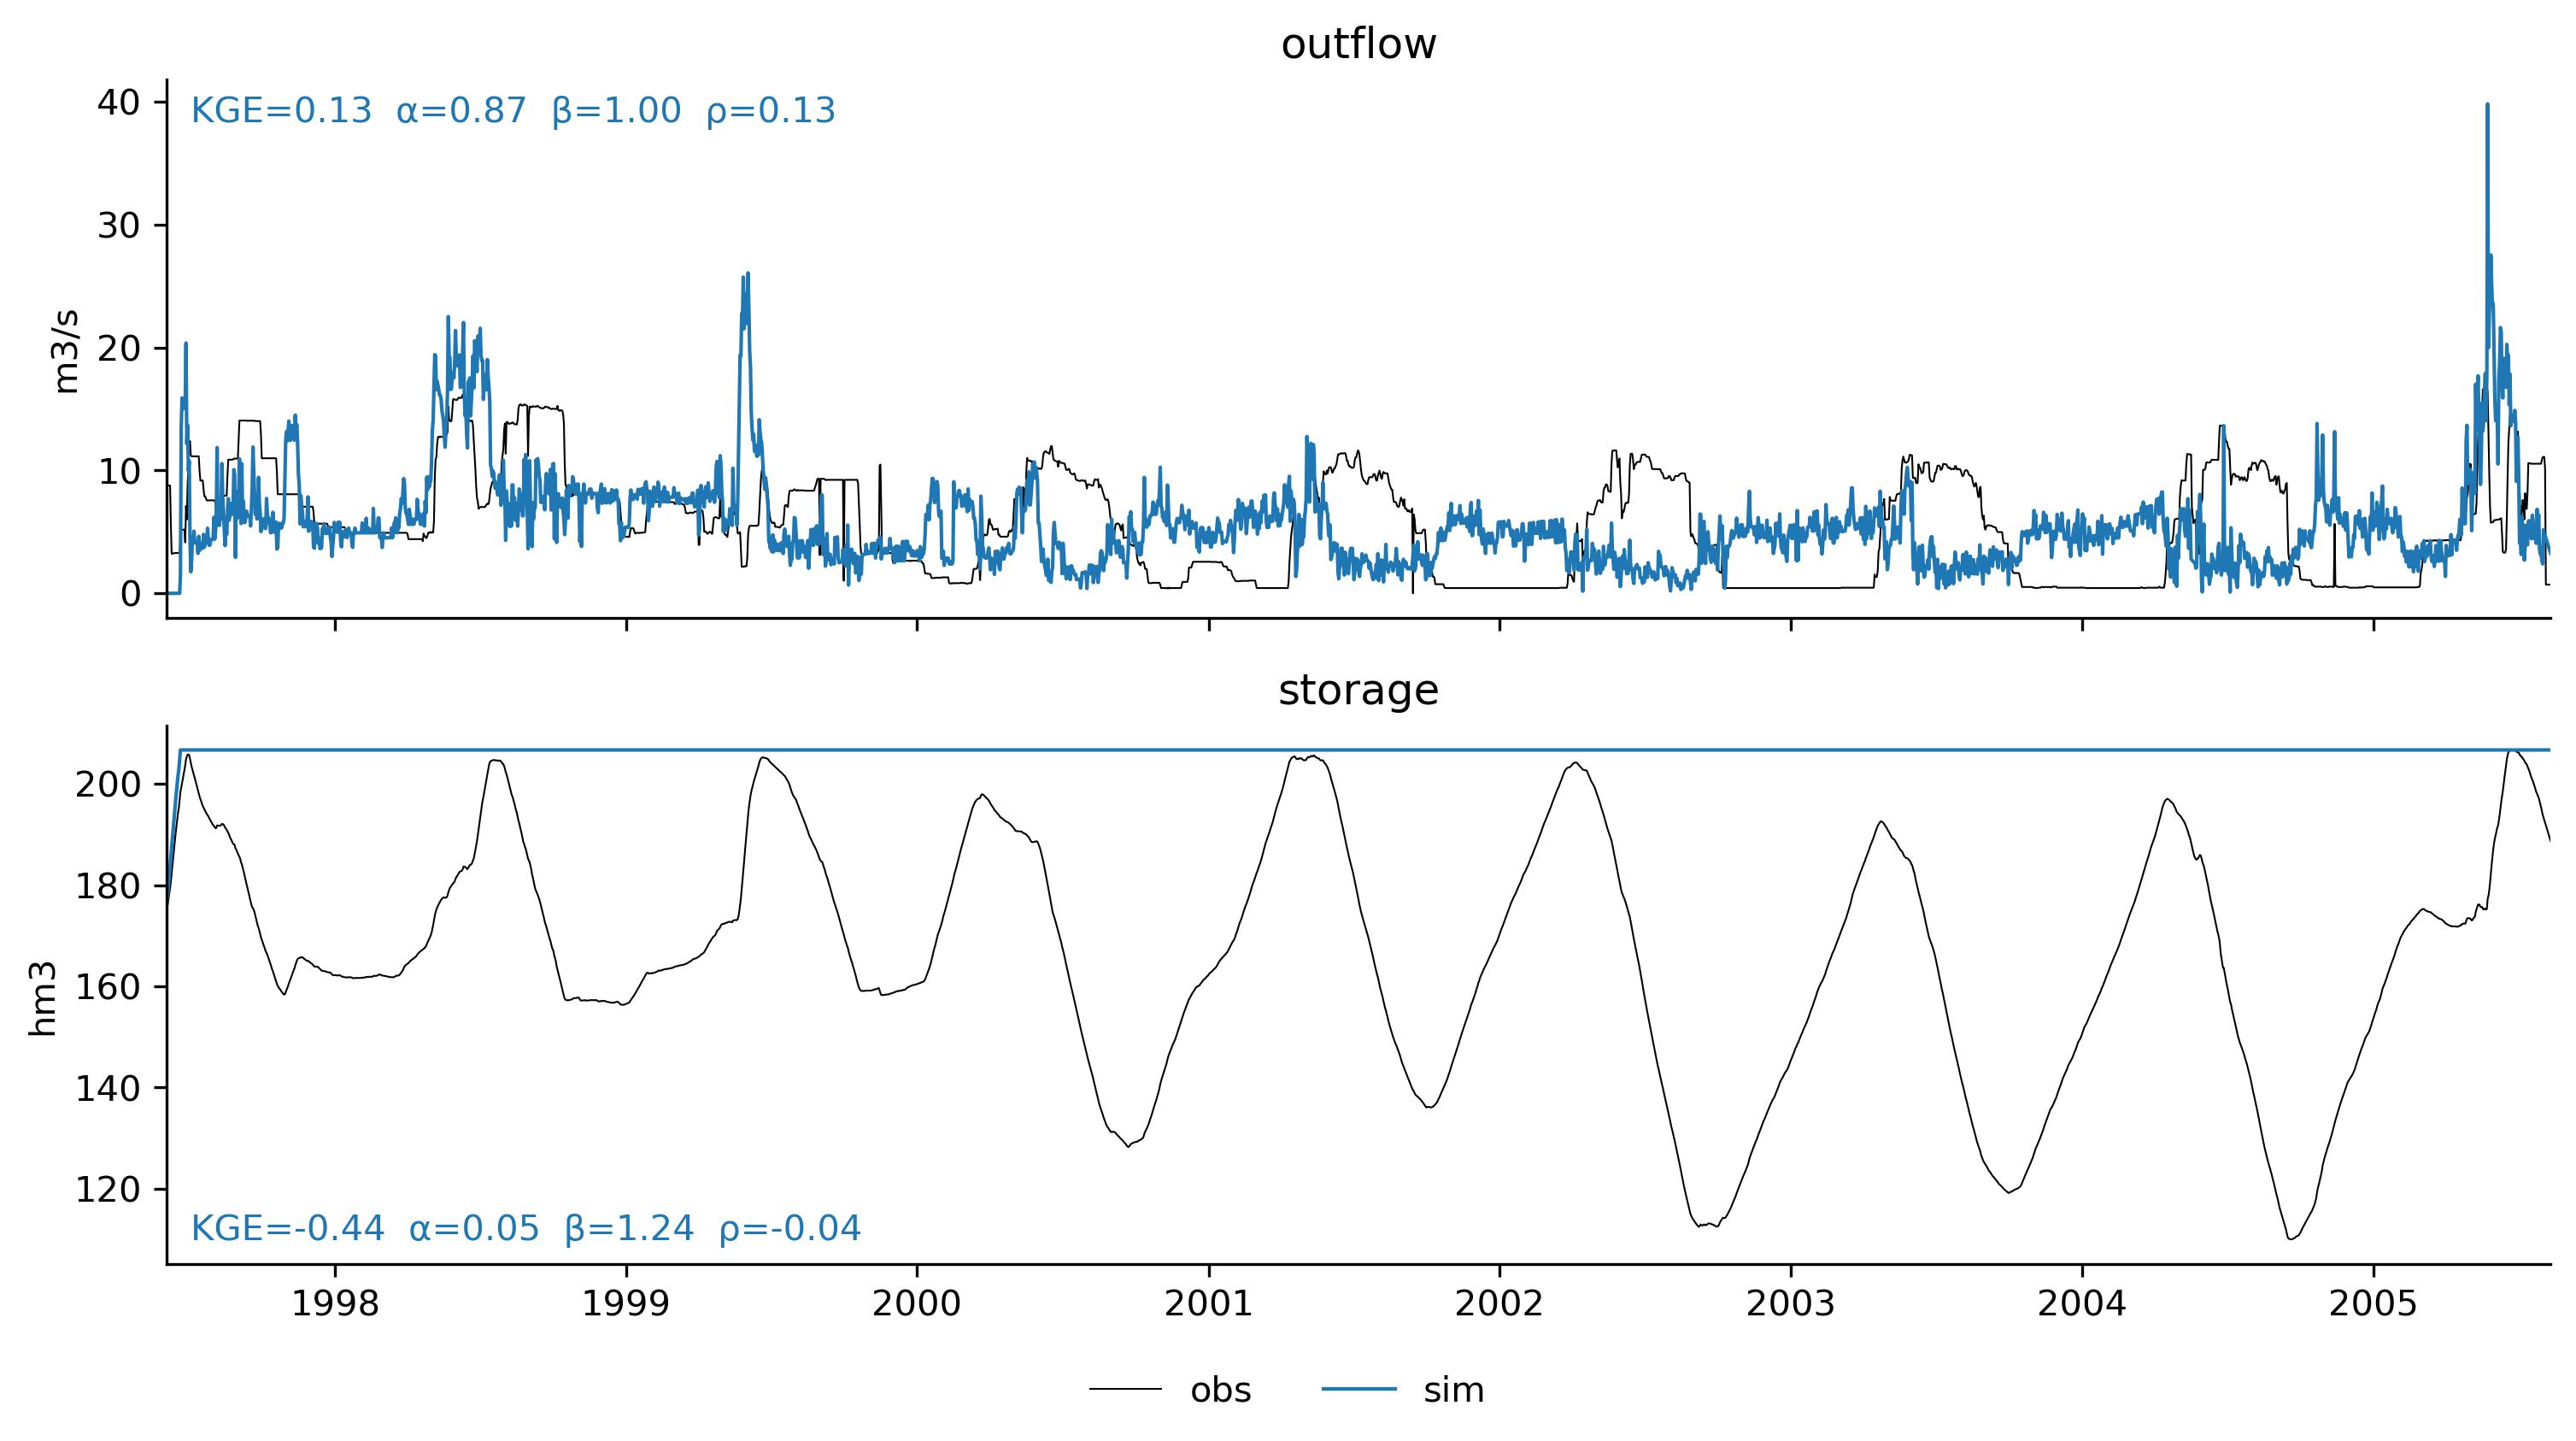 outflow
KGE=0.13 α=0.87 β=1.00 ρ=0.13
40
30
20
10
0
m3/s
storage
200
180
160
140
120
hm3
KGE=-0.44 α=0.05 β=1.24 ρ=-0.04
1998 1999 2000 2001 2002 2003 2004 2005
obs sim